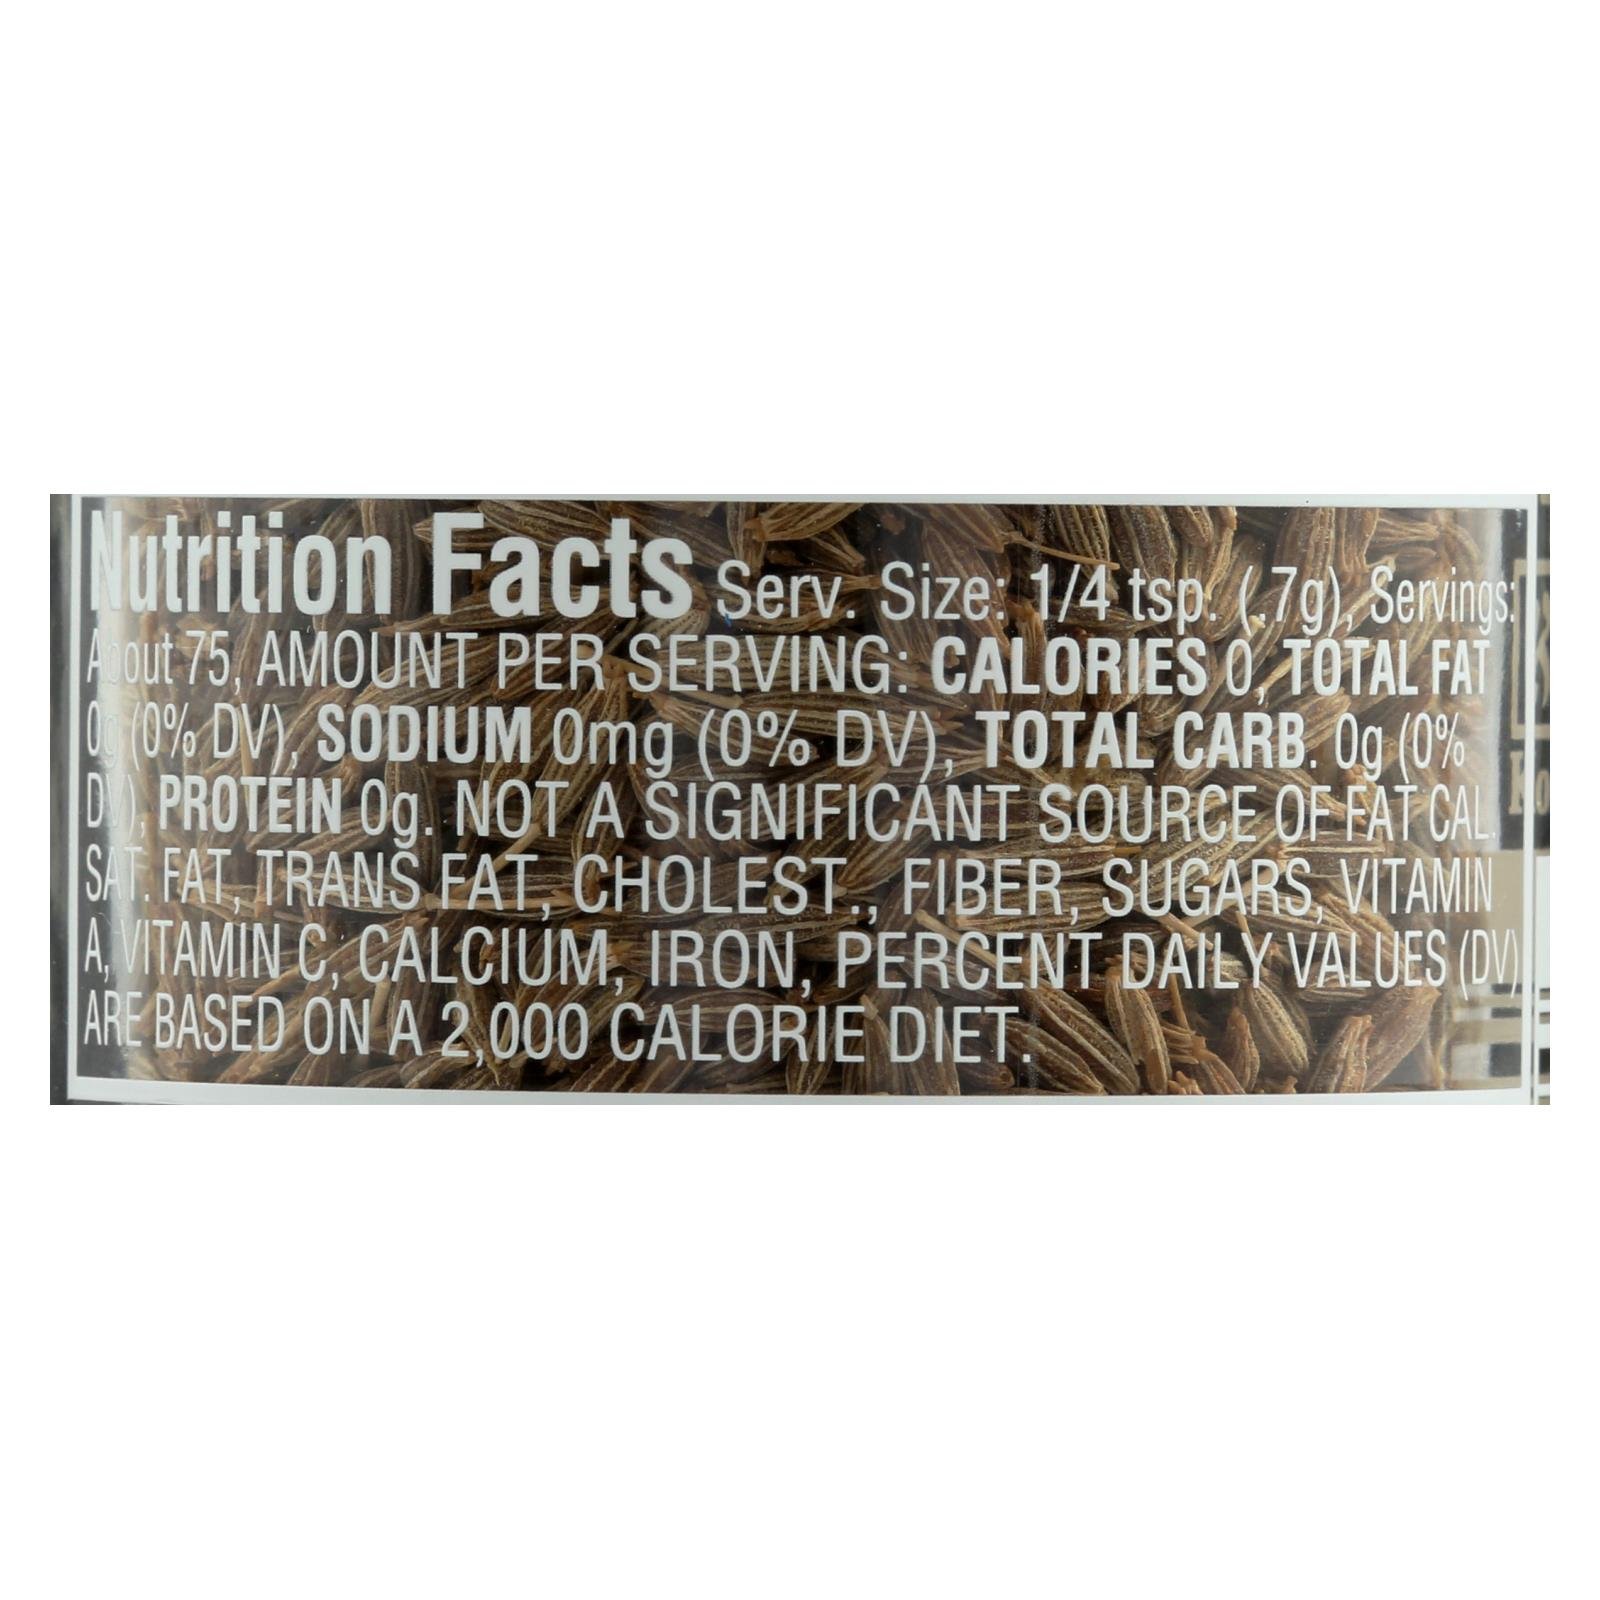 Nutrition Facts Serv. Size: 1/4 tsp. (.7g), Servings:
About 75, AMOUNT PER SERVING: CALORIES 0, TOTAL FAT
0g (0% DV), SODIUM 0mg (0% DV), TOTAL CARB. 0g (0%
DV), PROTEIN 0g. NOT A SIGNIFICANT SOURCE OF FAT CAL.
SAT. FAT, TRANS FAT, CHOLEST., FIBER, SUGARS, VITAMIN
A, VITAMIN C, CALCIUM, IRON, PERCENT DAILY VALUES (DV)
ARE BASED ON A 2,000 CALORIE DIET.